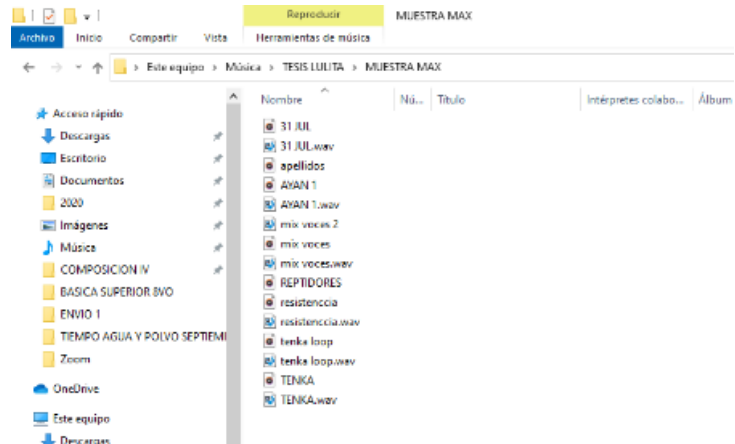 Reproducir MUESTRA MAX
Archivo Inicio Compartir Vista Herramientas de música
Este equipo > Música > TESIS LULITA > MUESTRA MAX
Nombre Nú... Título Intérpretes colabo... Álbum
Acceso rápido
Descargas
Escritorio
Documentos
2020
Imágenes
Música
COMPOSICION IV
BASICA SUPERIOR 8VO
ENVIO 1
TIEMPO AGUA Y POLVO SEPTIEMI
Zoom
OneDrive
Este equipo
Descargas
31 JUL
31 JUL.wav
apellidos
AYAN 1
AYAN 1.wav
mix voces 2
mix voces
mix voces.wav
REPTIDORES
resistenccia
resistenccia.wav
tenka loop
tenka loop.wav
TENKA
TENKA.wav